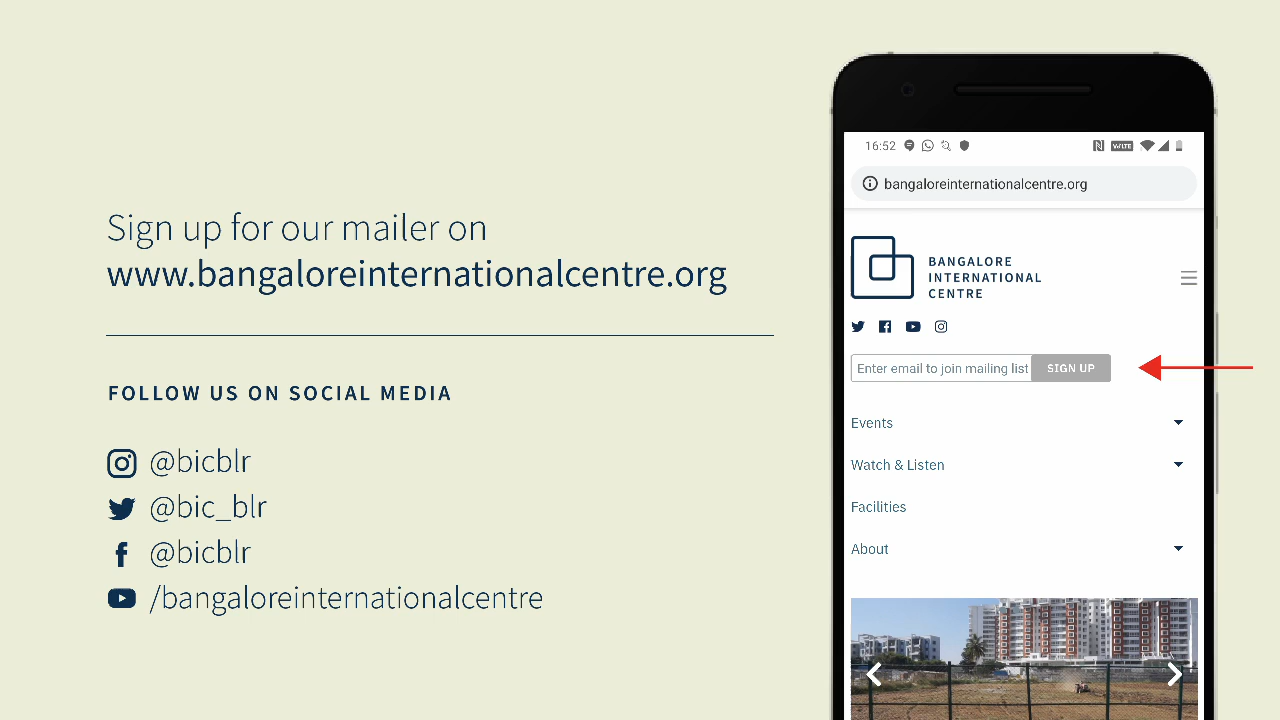 Sign up for our mailer on
www.bangaloreinternationalcentre.org
FOLLOW US ON SOCIAL MEDIA
@bicblr
@bic_blr
@bicblr
/bangaloreinternationalcentre
16:52
VoLTE
bangaloreinternationalcentre.org
BANGALORE
INTERNATIONAL
CENTRE
Enter email to join mailing list
SIGN UP
Events
Watch & Listen
Facilities
About